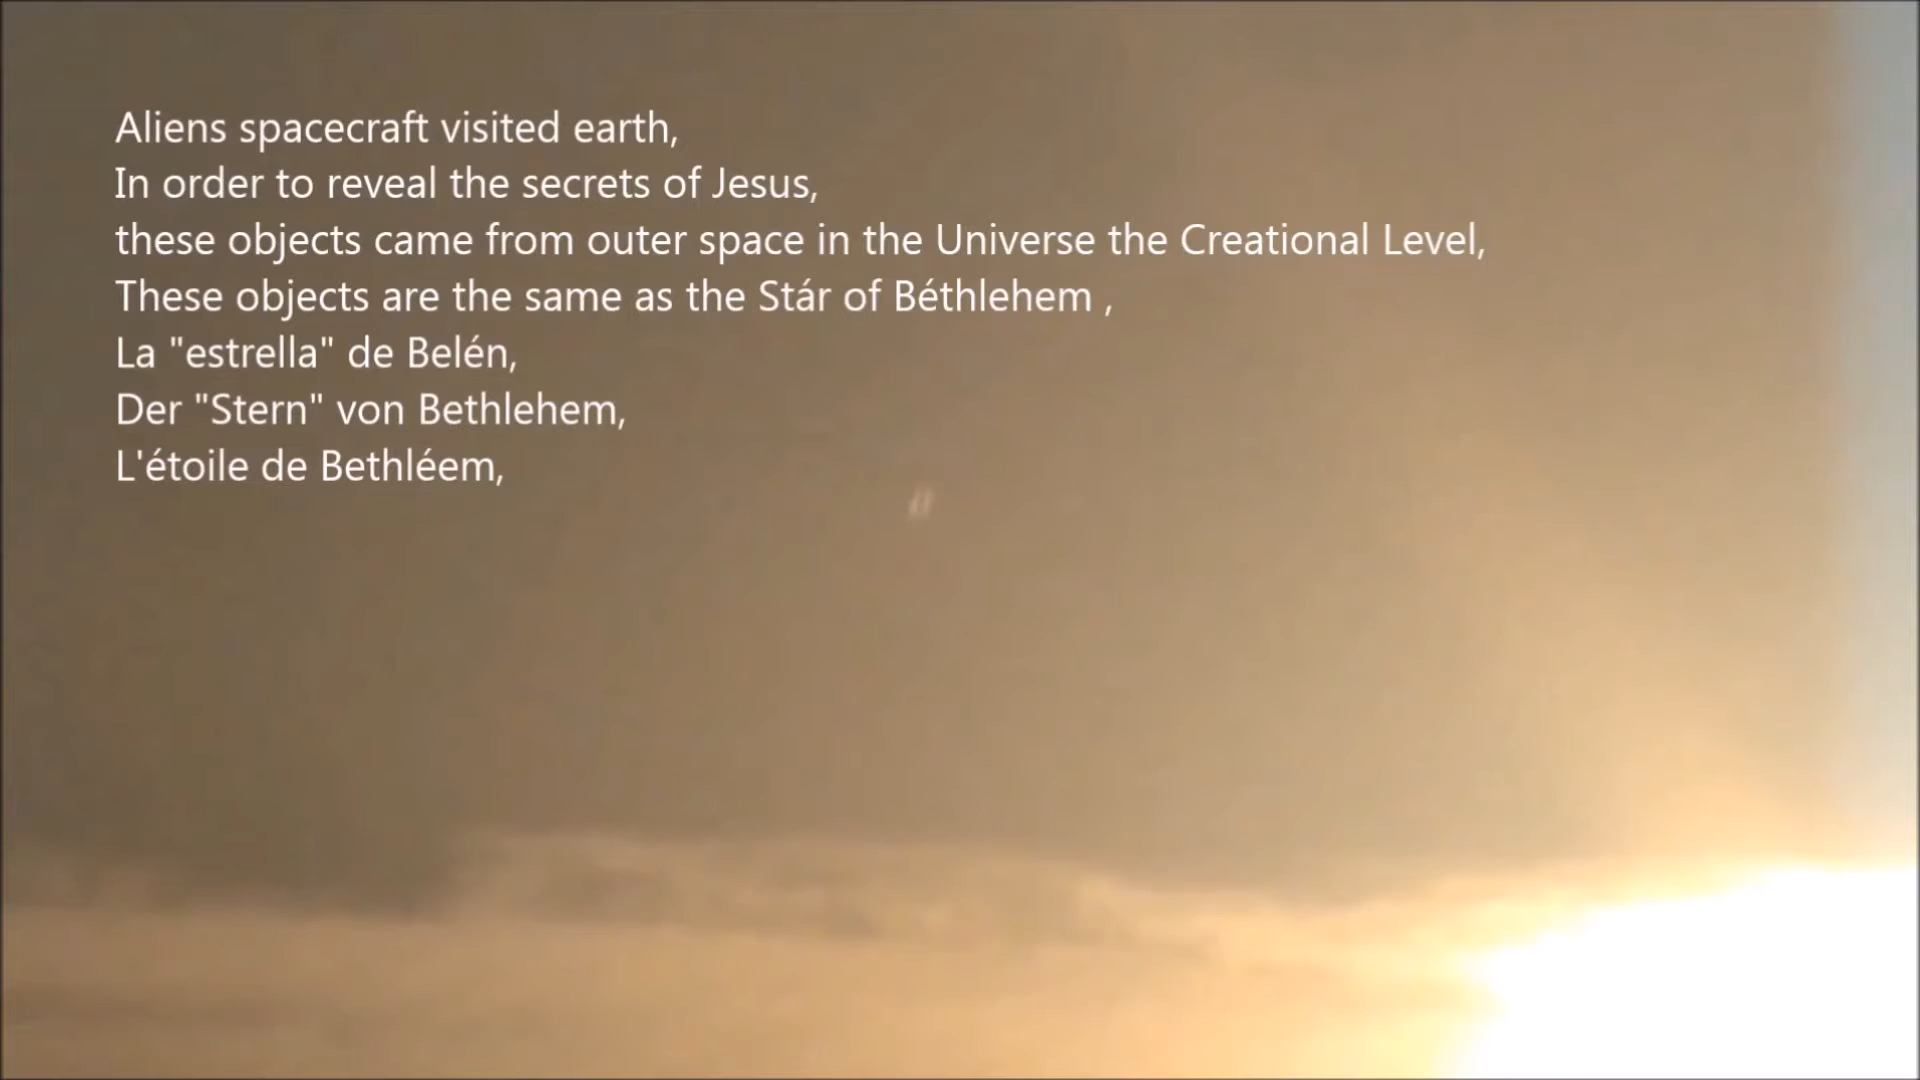 Aliens spacecraft visited earth,
In order to reveal the secrets of Jesus,
these objects came from outer space in the Universe the Creational Level,
These objects are the same as the Stár of Béthlehem ,
La "estrella" de Belén,
Der "Stern" von Bethlehem,
L'étoile de Bethléem,